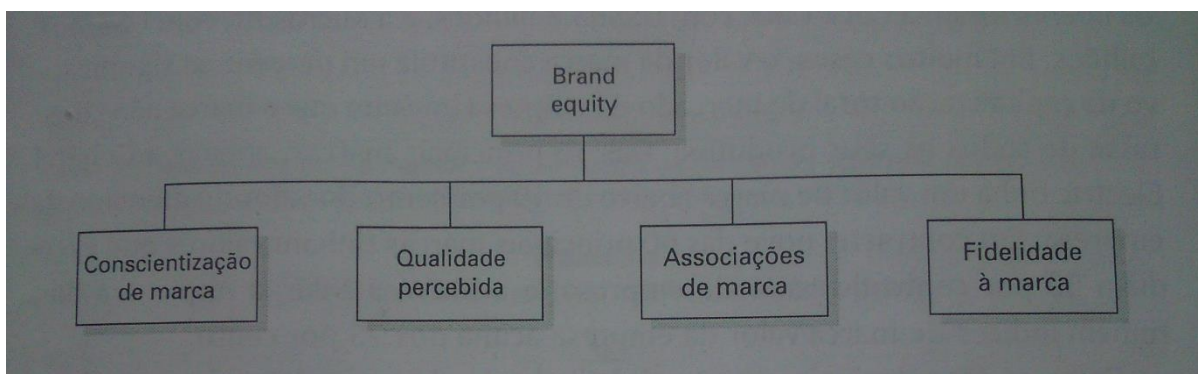 Brand
equity
Conscientização
de marca
Qualidade
percebida
Associações
de marca
Fidelidade
à marca